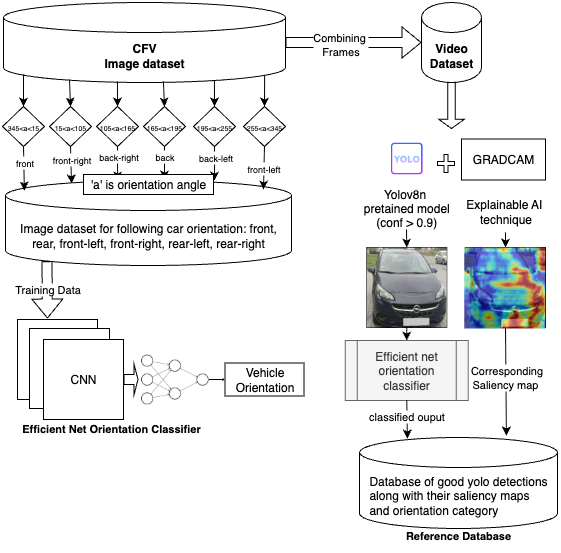 CFV
Image dataset
Combining
Frames
Video
Dataset
345<a<15
15<a<105
105<a<165
165<a<195
195<a<255
255<a<345
front
front-right
back-right
back
back-left
front-left
'a' is orientation angle
Image dataset for following car orientation: front,
rear, front-left, front-right, rear-left, rear-right
Training Data
CNN
Vehicle
Orientation
Efficient Net Orientation Classifier
YOLO
GRADCAM
Yolov8n
pretained model
(conf > 0.9)
Explainable AI
technique
Efficient net
orientation
classifier
Corresponding
Saliency map
classified ouput
Database of good yolo detections
along with their saliency maps
and orientation category
Reference Database